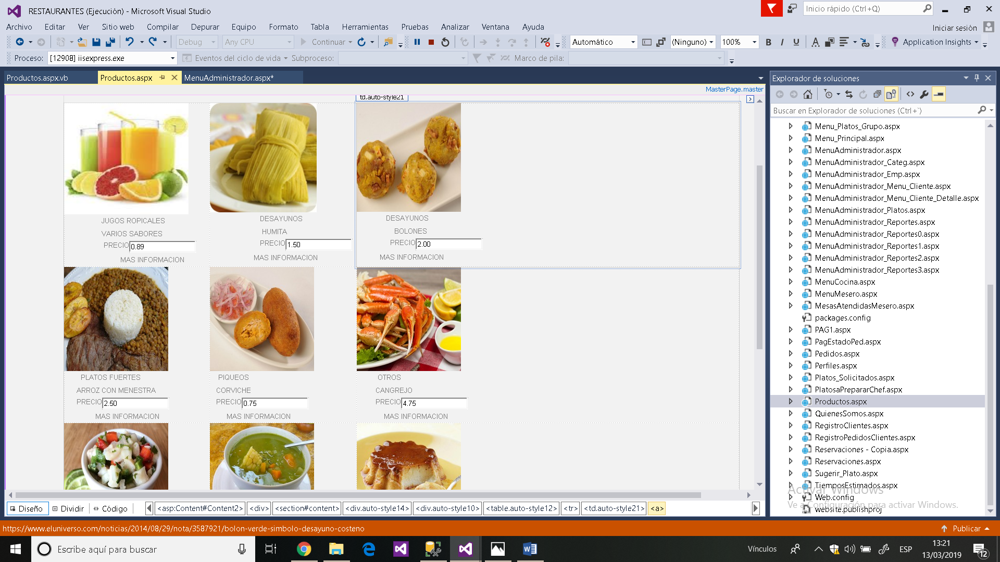 RESTAURANTES (Ejecución) - Microsoft Visual Studio
Inicio rápido (Ctrl+Q)
Archivo Editar Ver Sitio web Compilar Depurar Equipo Formato Tabla Herramientas Pruebas Analizar Ventana Ayuda
Iniciar sesión
Debug Any CPU Continuar Automático (Ninguno) 100% B I U A Application Insights
Proceso: [12908] iisexpress.exe Eventos del ciclo de vida Subproceso: Marco de pila:
Productos.aspx.vb Productos.aspx MenuAdministrador.aspx*
MasterPage.master
td.auto-style21
JUGOS ROPICALES
VARIOS SABORES
PRECIO 0.89
MAS INFORMACION
DESAYUNOS
HUMITA
PRECIO 1.50
MAS INFORMACION
DESAYUNOS
BOLONES
PRECIO 2.00
MAS INFORMACION
PLATOS FUERTES
ARROZ CON MENESTRA
PRECIO 2.50
MAS INFORMACION
PIQUEOS
CORVICHE
PRECIO 0.75
MAS INFORMACION
OTROS
CANGREJO
PRECIO 4.75
MAS INFORMACION
Diseño Dividir Código <asp:Content#Content2> <div> <section#content> <div.auto-style14> <div.auto-style10> <table.auto-style12> <tr> <td.auto-style21> <a>
Explorador de soluciones
Buscar en Explorador de soluciones (Ctrl+`)
Menu_Platos_Grupo.aspx
Menu_Principal.aspx
MenuAdministrador.aspx
MenuAdministrador_Categ.aspx
MenuAdministrador_Emp.aspx
MenuAdministrador_Menu_Cliente.aspx
MenuAdministrador_Menu_Cliente_Detalle.aspx
MenuAdministrador_Platos.aspx
MenuAdministrador_Reportes.aspx
MenuAdministrador_Reportes0.aspx
MenuAdministrador_Reportes1.aspx
MenuAdministrador_Reportes2.aspx
MenuAdministrador_Reportes3.aspx
MenuCocina.aspx
MenuMesero.aspx
MesasAtendidasMesero.aspx
packages.config
PAG1.aspx
PagEstadoPed.aspx
Pedidos.aspx
Perfiles.aspx
Platos_Solicitados.aspx
PlatosaPrepararChef.aspx
Productos.aspx
QuienesSomos.aspx
RegistroClientes.aspx
RegistroPedidosClientes.aspx
Reservaciones - Copia.aspx
Reservaciones.aspx
Sugerir_Plato.aspx
TiemposEstimados.aspx
Web.config
website.publishproj
Activar Windows
Ve a Configuración para activar Windows.
https://www.eluniverso.com/noticias/2014/08/29/nota/3587921/bolon-verde-simbolo-desayuno-costeno
Publicar
Escribe aquí para buscar
Vínculos
ESP
13:21
13/03/2019
12